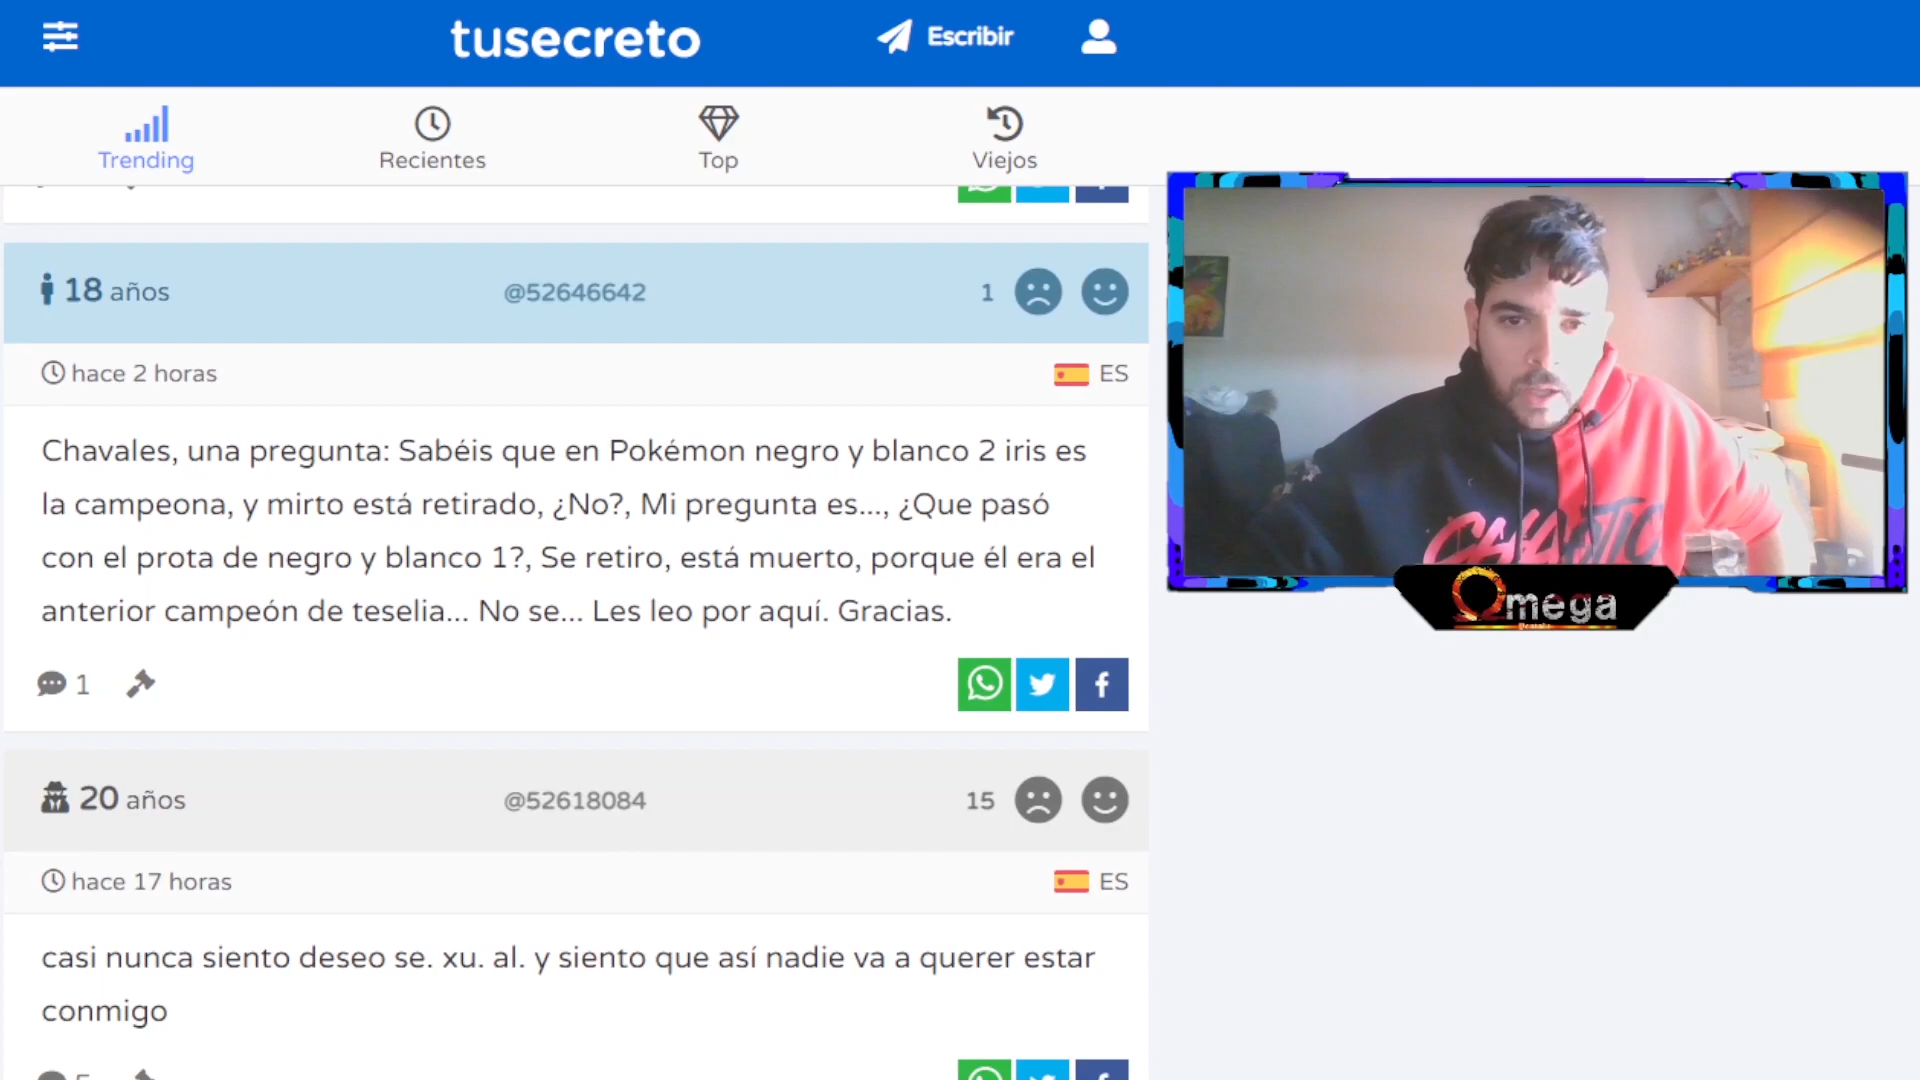 tusecreto
Escribir
Trending
Recientes
Top
Viejos
18 años
@52646642
1
hace 2 horas
ES
Chavales, una pregunta: Sabéis que en Pokémon negro y blanco 2 iris es
la campeona, y mirto está retirado, ¿No?, Mi pregunta es..., ¿Que pasó
con el prota de negro y blanco 1?, Se retiro, está muerto, porque él era el
anterior campeón de teselia... No se... Les leo por aquí. Gracias.
1
Omega
20 años
@52618084
15
hace 17 horas
ES
casi nunca siento deseo se. xu. al. y siento que así nadie va a querer estar
conmigo